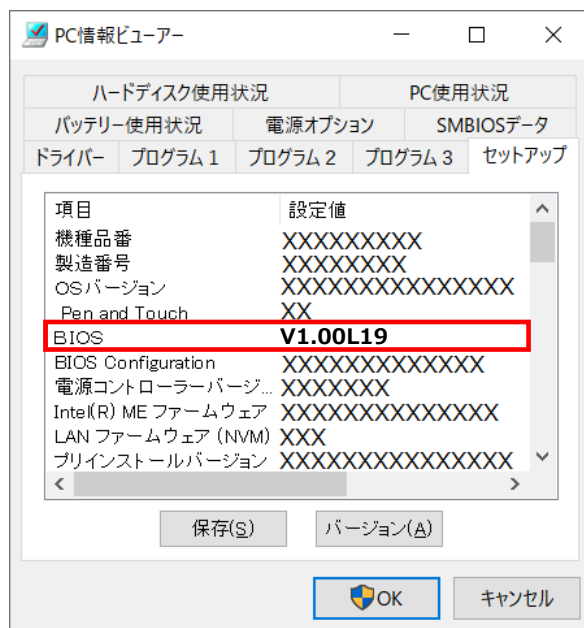 PC情報ビューアー
ハードディスク使用状況 PC使用状況
バッテリー使用状況 電源オプション SMBIOSデータ
ドライバー プログラム 1 プログラム 2 プログラム 3 セットアップ
項目 設定値
機種品番 XXXXXXXXX
製造番号 XXXXXXXX
OSバージョン XXXXXXXXXXXXXXX
Pen and Touch XX
BIOS V1.00L19
BIOS Configuration XXXXXXXXXXXXX
電源コントローラーバージ... XXXXXXX
Intel(R) ME ファームウェア XXXXXXXXXXXXXX
LAN ファームウェア (NVM) XXX
プリインストールバージョン XXXXXXXXXXXXXXX
保存(S) バージョン(A)
OK キャンセル